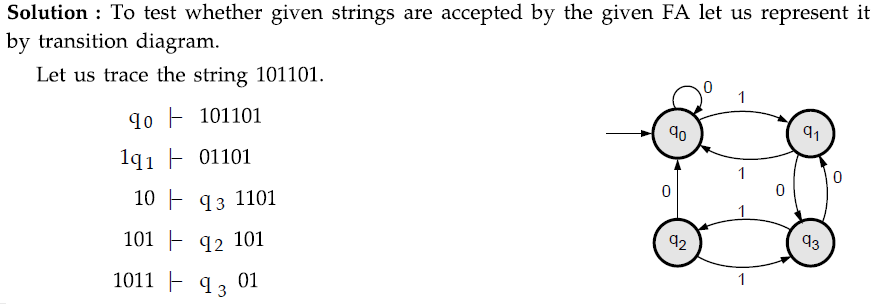 Solution : To test whether given strings are accepted by the given FA let us represent it
by transition diagram.
Let us trace the string 101101.
q0 ⊢ 101101
1q1 ⊢ 01101
10 ⊢ q3 1101
101 ⊢ q2 101
1011 ⊢ q3 01
0
1
q0
q1
1
0
0
0
1
q2
q3
1